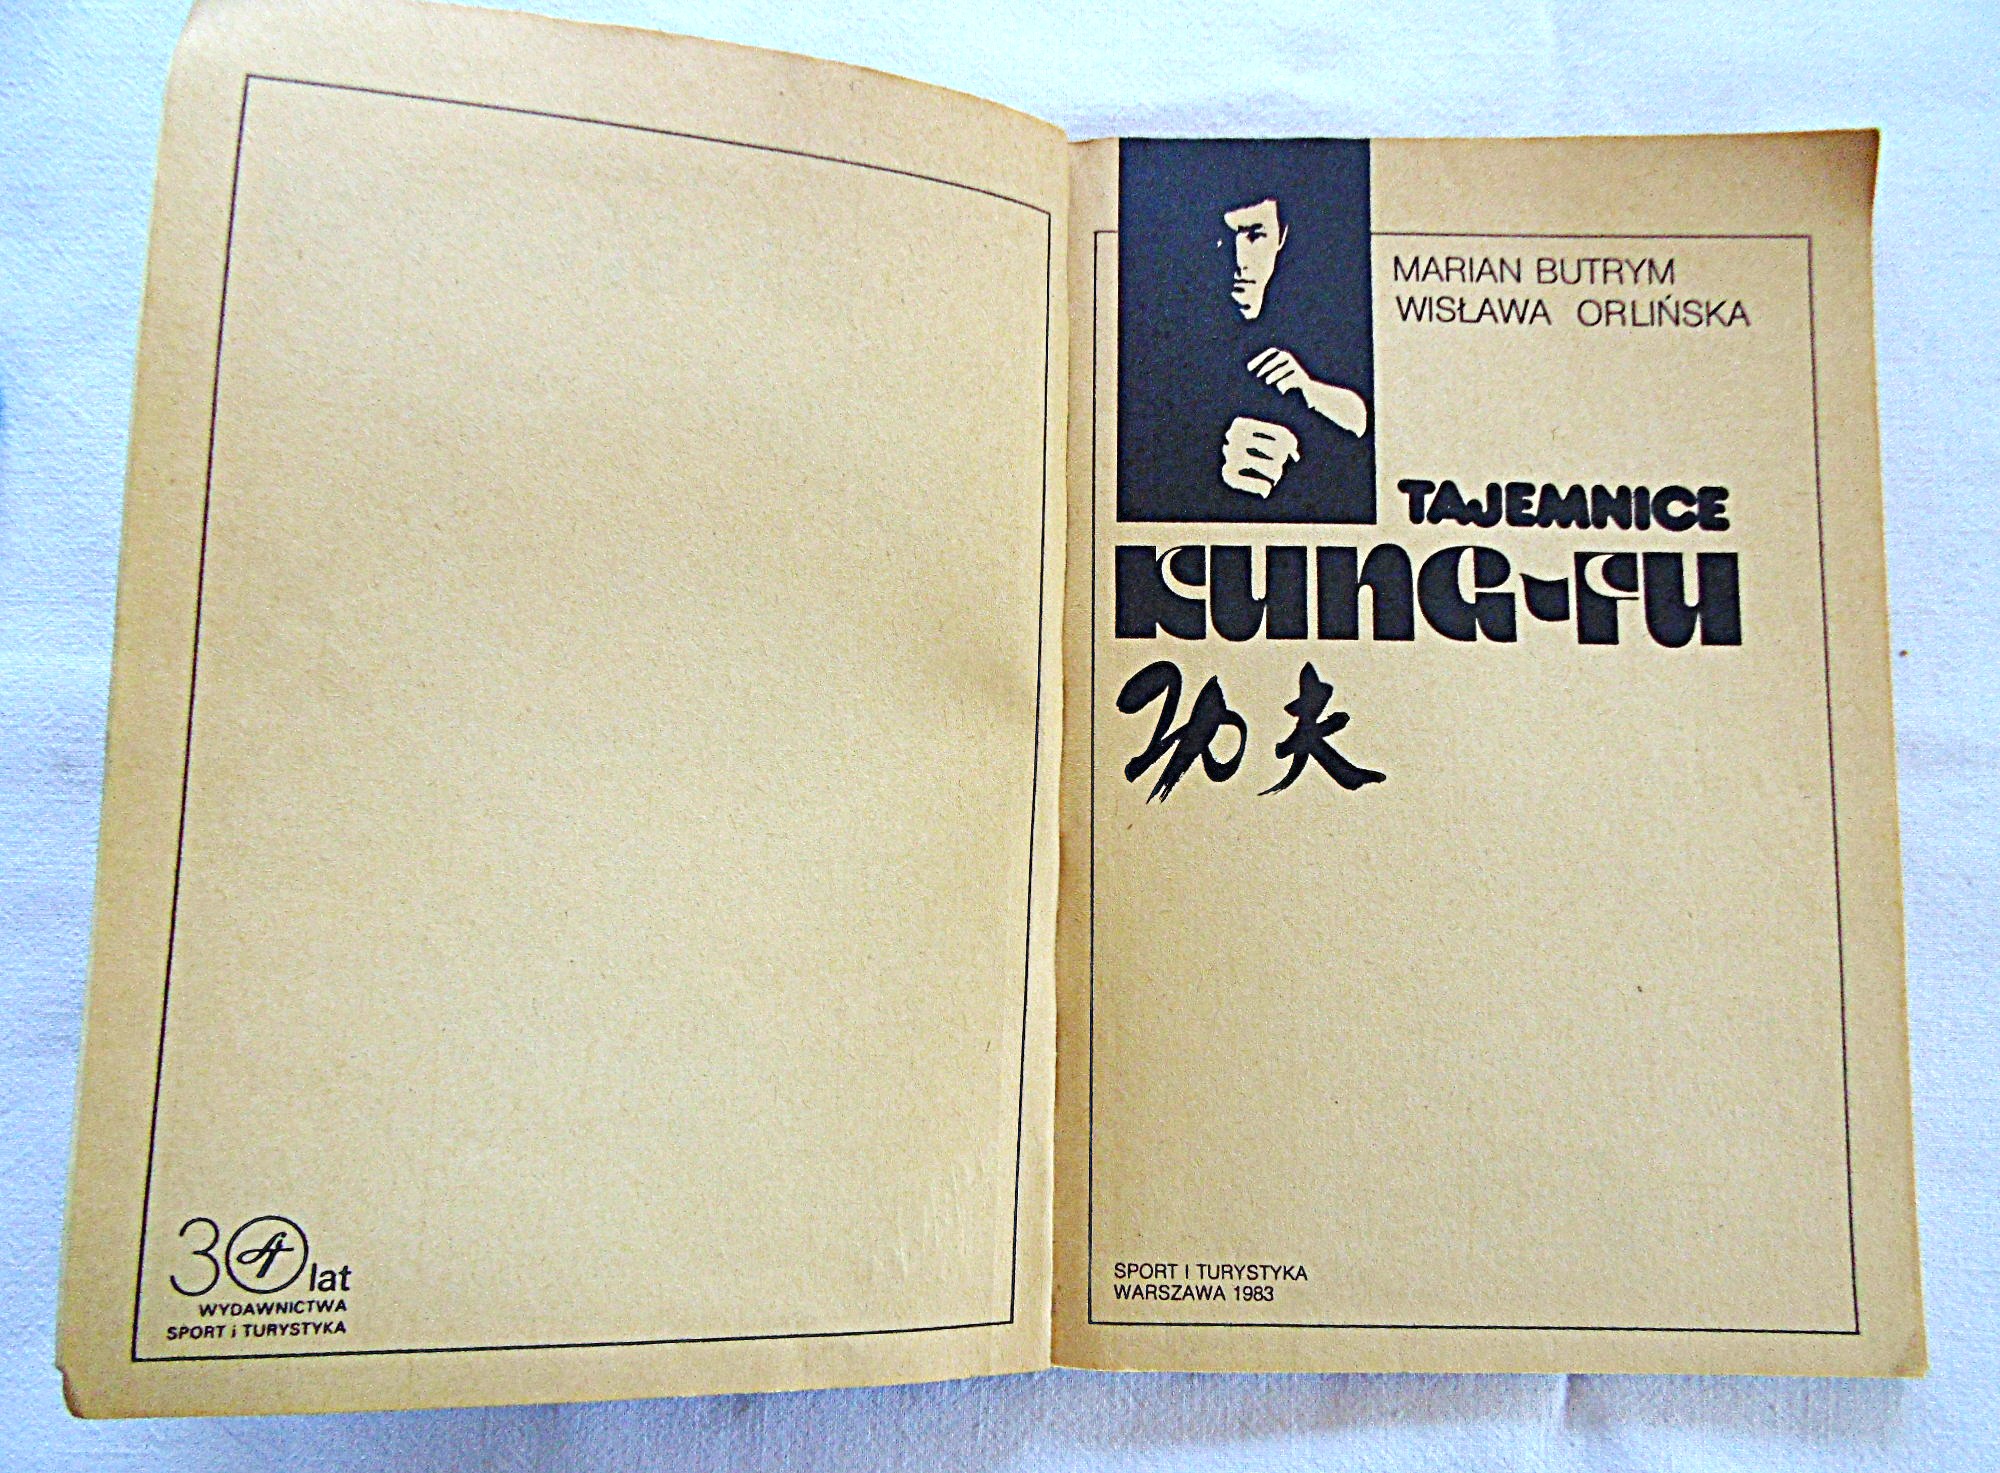 30 lat
WYDAWNICTWA
SPORT i TURYSTYKA
MARIAN BUTRYM
WISŁAWA ORLIŃSKA
TAJEMNICE
KUNG-FU
功夫
SPORT I TURYSTYKA
WARSZAWA 1983